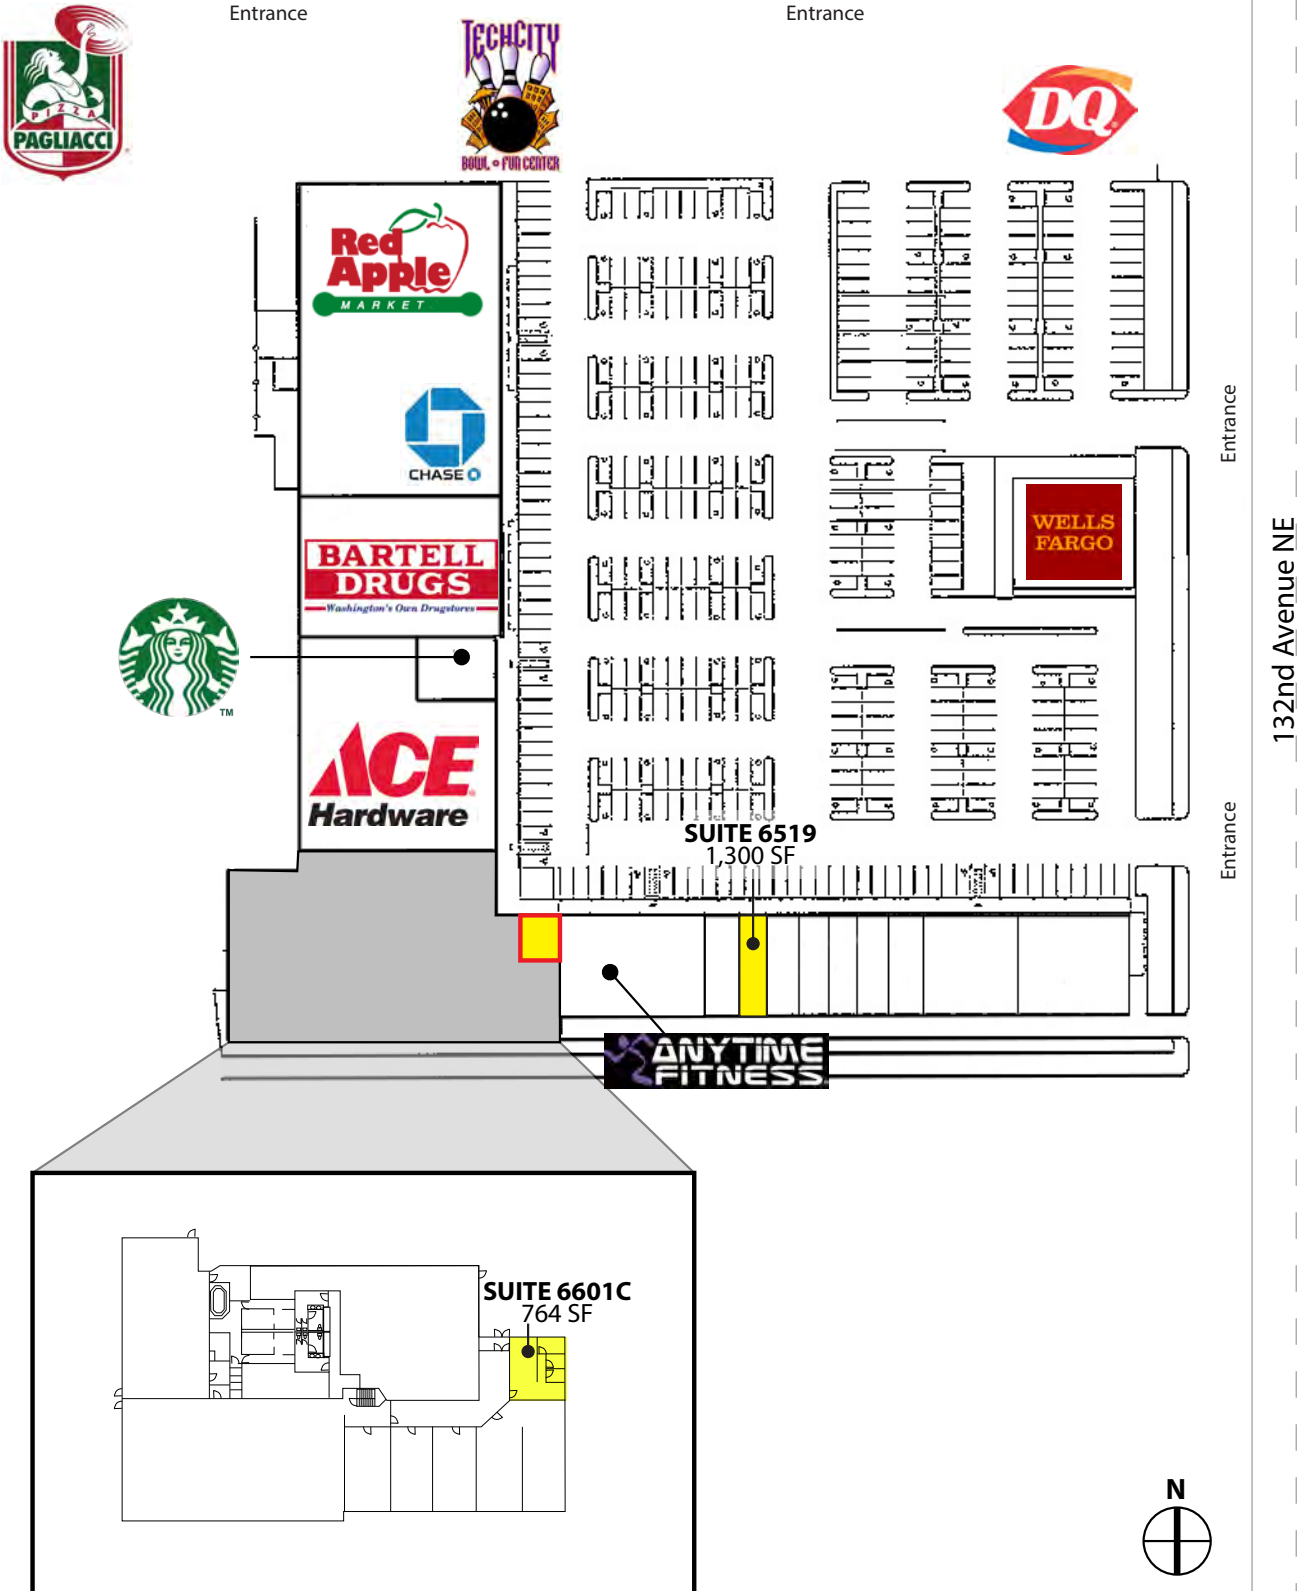 Entrance
Entrance
PIZZA
PAGLIACCI
TECHCITY
BOWL • FUN CENTER
DQ
Red
Apple
MARKET
CHASE
Entrance
WELLS
FARGO
BARTELL
DRUGS
Washington's Own Drugstores
132nd Avenue NE
TM
ACE
Hardware
SUITE 6519
1,300 SF
Entrance
ANYTIME
FITNESS
SUITE 6601C
764 SF
N